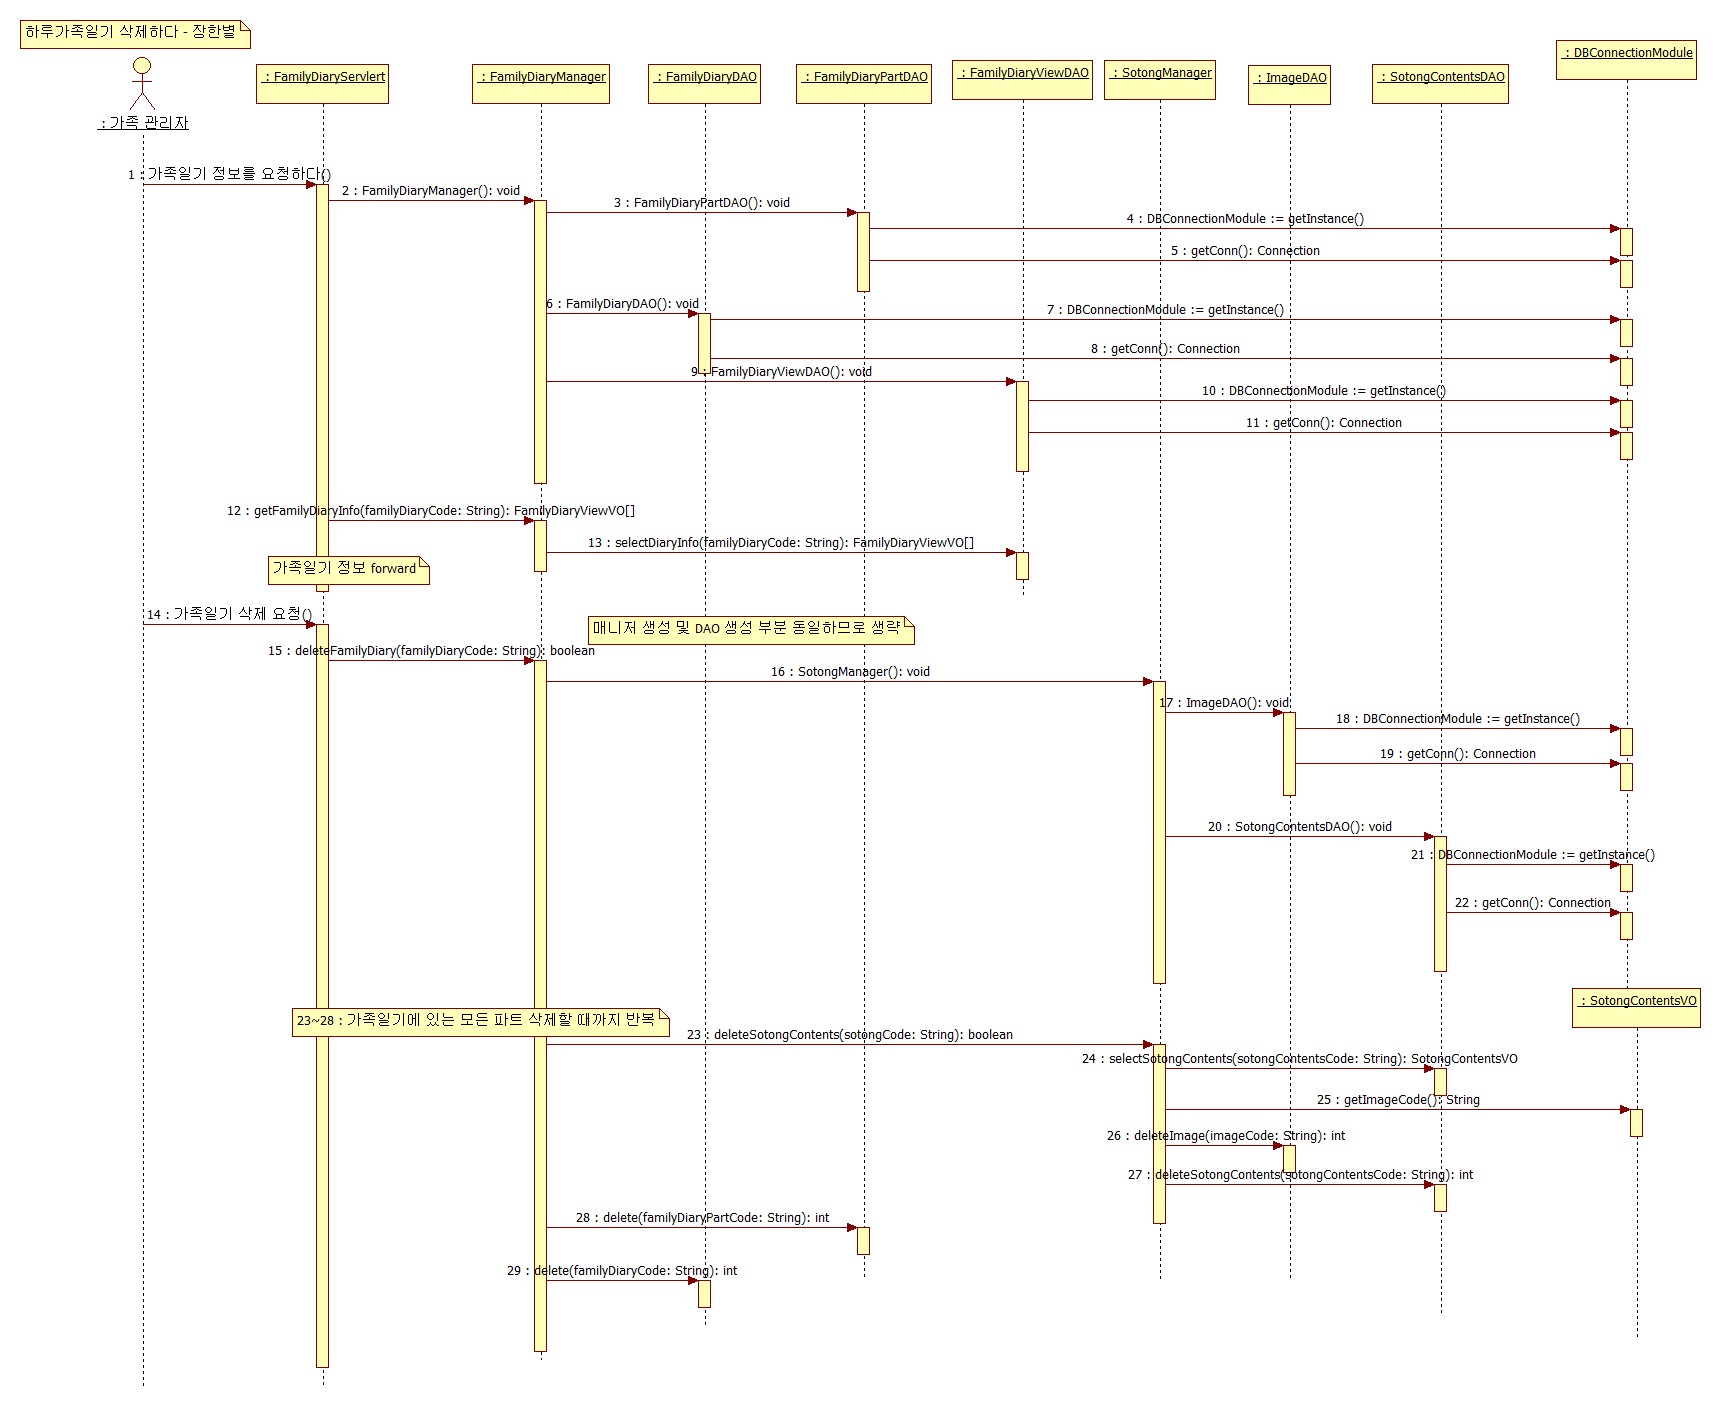 하루가족일기 삭제하다 - 장한별
: 가족 관리자
: FamilyDiaryServlert
: FamilyDiaryManager
: FamilyDiaryDAO
: FamilyDiaryPartDAO
: FamilyDiaryViewDAO
: SotongManager
: ImageDAO
: SotongContentsDAO
: DBConnectionModule
1 : 가족일기 정보를 요청하다()
2 : FamilyDiaryManager(): void
3 : FamilyDiaryPartDAO(): void
4 : DBConnectionModule := getInstance()
5 : getConn(): Connection
6 : FamilyDiaryDAO(): void
7 : DBConnectionModule := getInstance()
8 : getConn(): Connection
9 : FamilyDiaryViewDAO(): void
10 : DBConnectionModule := getInstance()
11 : getConn(): Connection
12 : getFamilyDiaryInfo(familyDiaryCode: String): FamilyDiaryViewVO[]
13 : selectDiaryInfo(familyDiaryCode: String): FamilyDiaryViewVO[]
가족일기 정보 forward
14 : 가족일기 삭제 요청()
매니저 생성 및 DAO 생성 부분 동일하므로 생략
15 : deleteFamilyDiary(familyDiaryCode: String): boolean
16 : SotongManager(): void
17 : ImageDAO(): void
18 : DBConnectionModule := getInstance()
19 : getConn(): Connection
20 : SotongContentsDAO(): void
21 : DBConnectionModule := getInstance()
22 : getConn(): Connection
: SotongContentsVO
23~28 : 가족일기에 있는 모든 파트 삭제할 때까지 반복
23 : deleteSotongContents(sotongCode: String): boolean
24 : selectSotongContents(sotongContentsCode: String): SotongContentsVO
25 : getImageCode(): String
26 : deleteImage(imageCode: String): int
27 : deleteSotongContents(sotongContentsCode: String): int
28 : delete(familyDiaryPartCode: String): int
29 : delete(familyDiaryCode: String): int